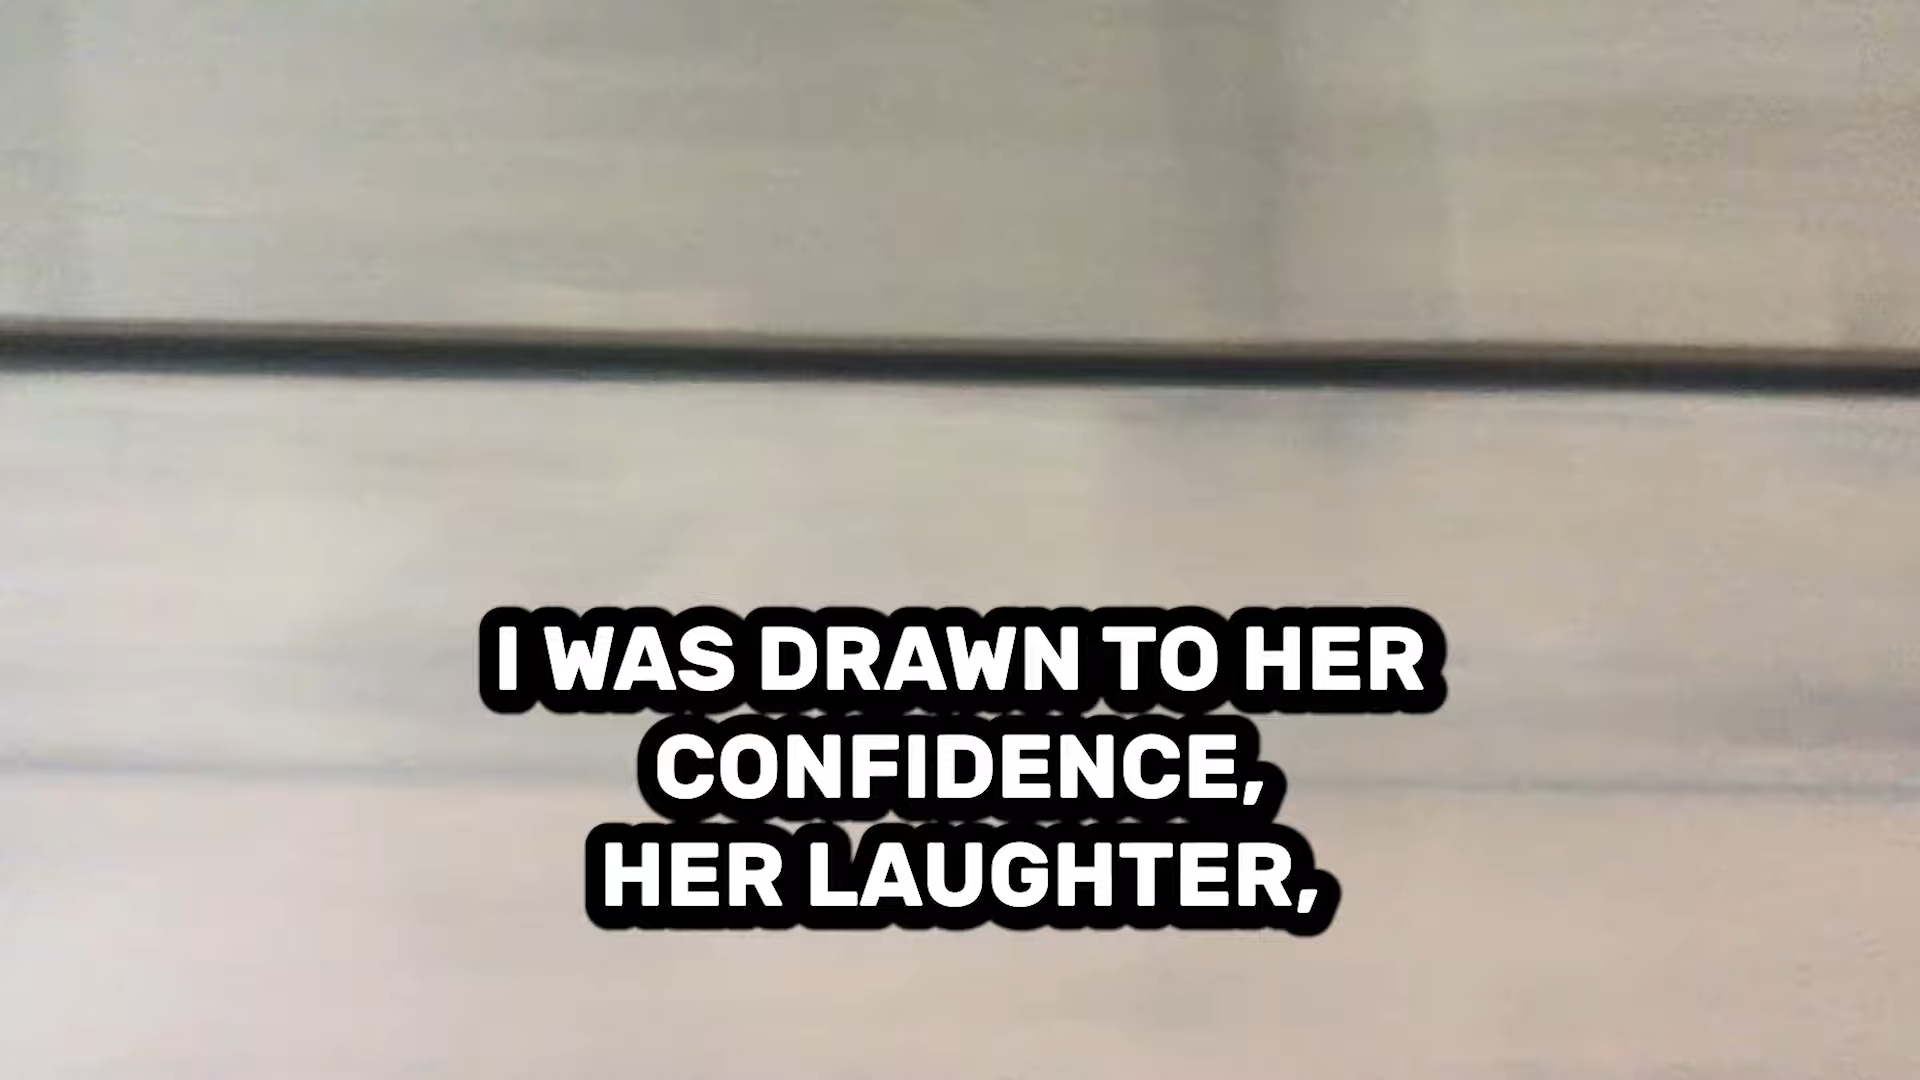 I WAS DRAWN TO HER
CONFIDENCE,
HER LAUGHTER,